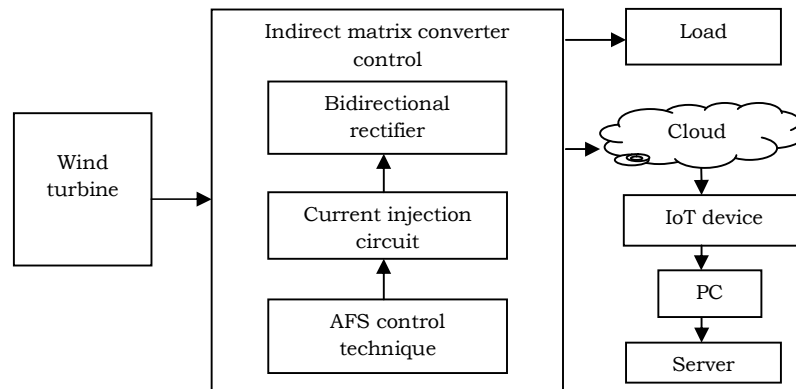 Wind
turbine
Indirect matrix converter
control
Bidirectional
rectifier
Current injection
circuit
AFS control
technique
Load
Cloud
IoT device
PC
Server